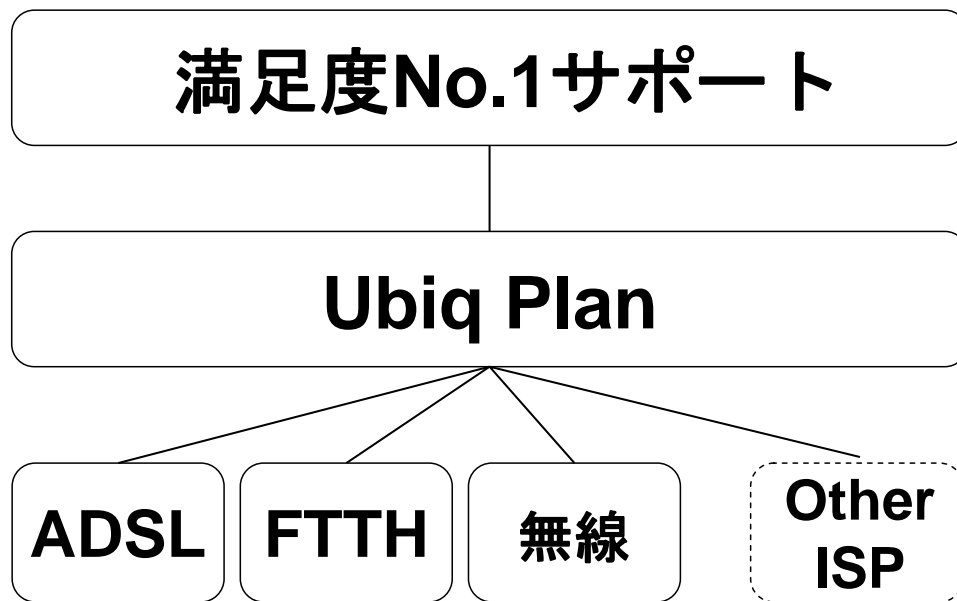 満足度No.1サポート
Ubiq Plan
ADSL
FTTH
無線
Other
ISP